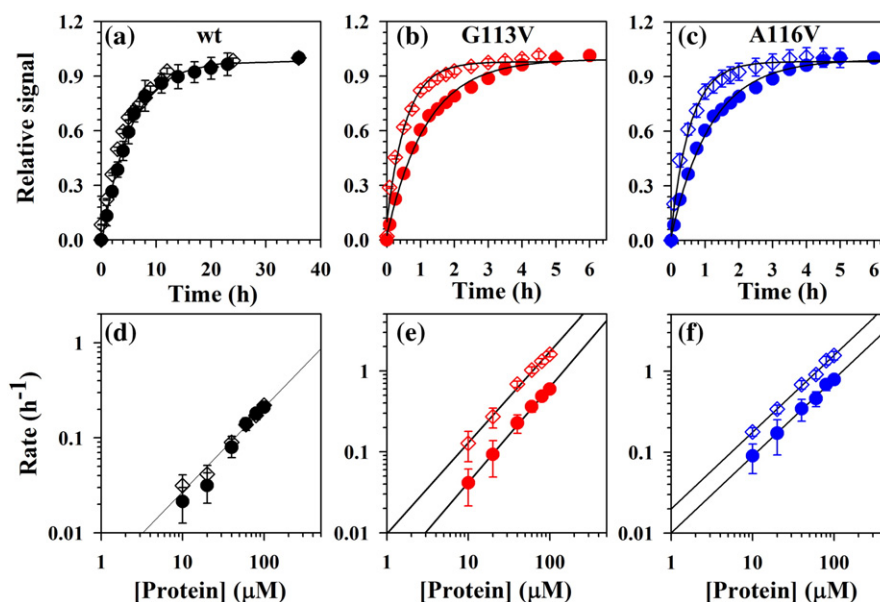 (a) wt
(b) G113V
(c) A116V
Relative signal
1.2
0.9
0.6
0.3
0.0
0 10 20 30 40
Time (h)
1.2
0.9
0.6
0.3
0.0
0 1 2 3 4 5 6
Time (h)
1.2
0.9
0.6
0.3
0.0
0 1 2 3 4 5 6
Time (h)
(d)
(e)
(f)
Rate (h⁻¹)
1
0.1
0.01
1 10 100
[Protein] (μM)
1
0.1
0.01
1 10 100
[Protein] (μM)
1
0.1
0.01
1 10 100
[Protein] (μM)